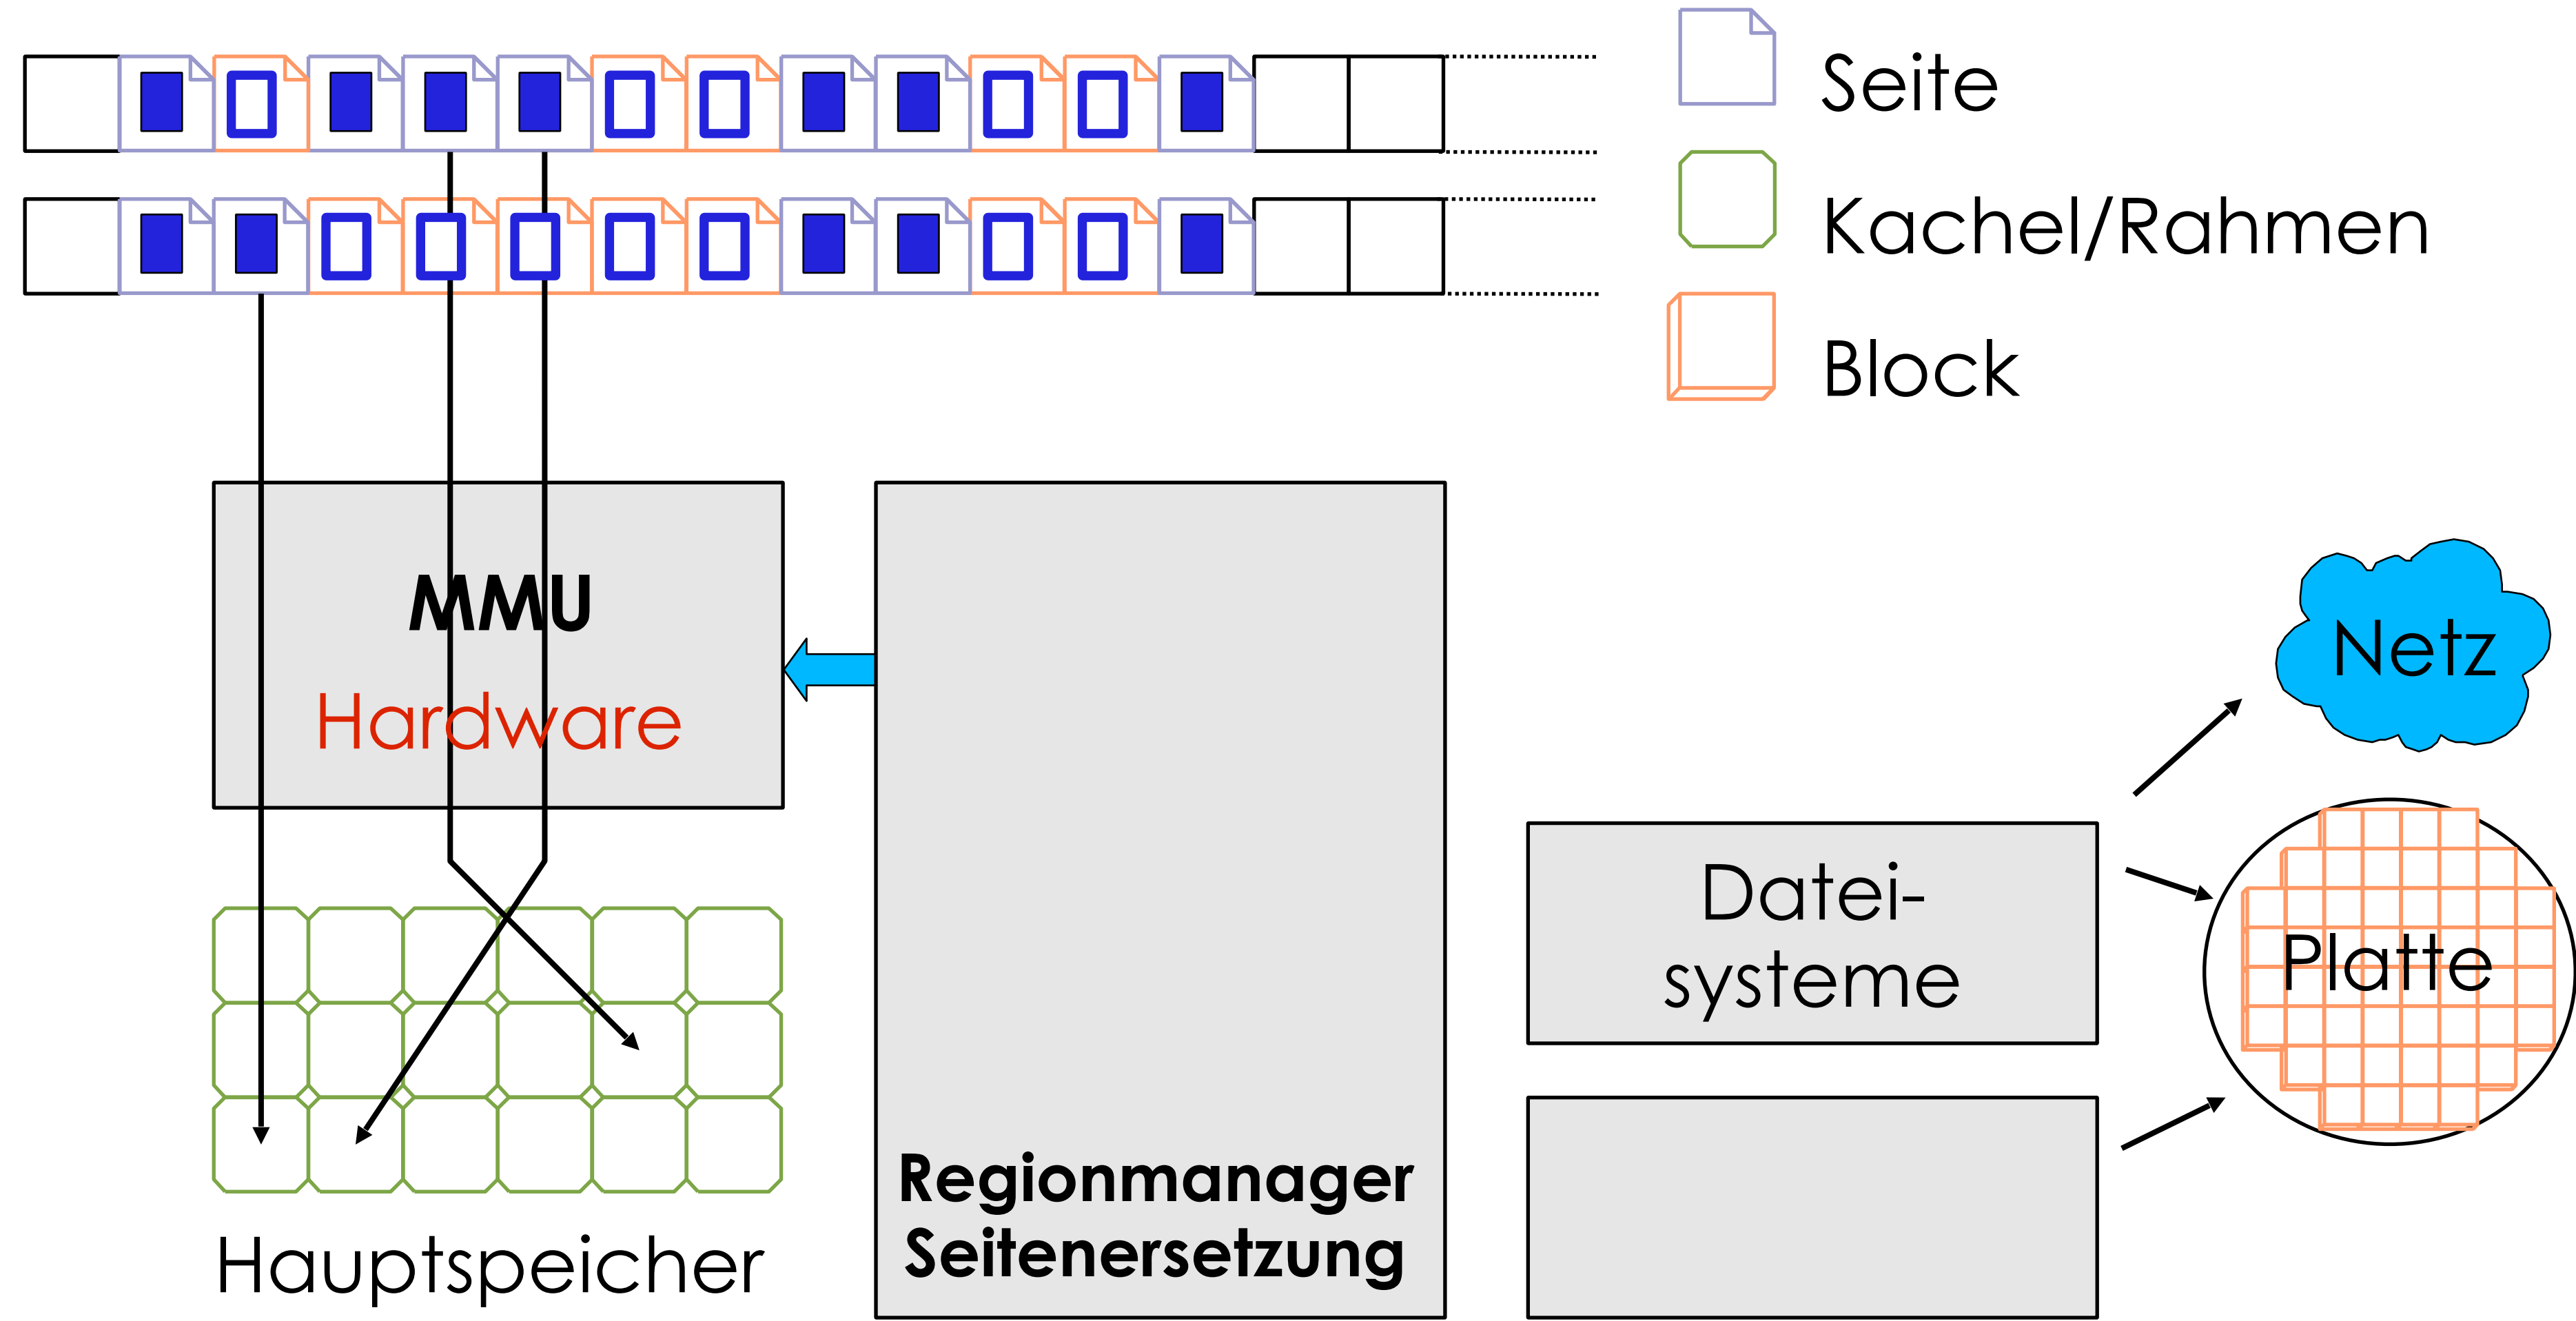 Seite
Kachel/Rahmen
Block
MMU
Hardware
Netz
Datei-
systeme
Platte
Regionmanager
Seitenersetzung
Hauptspeicher